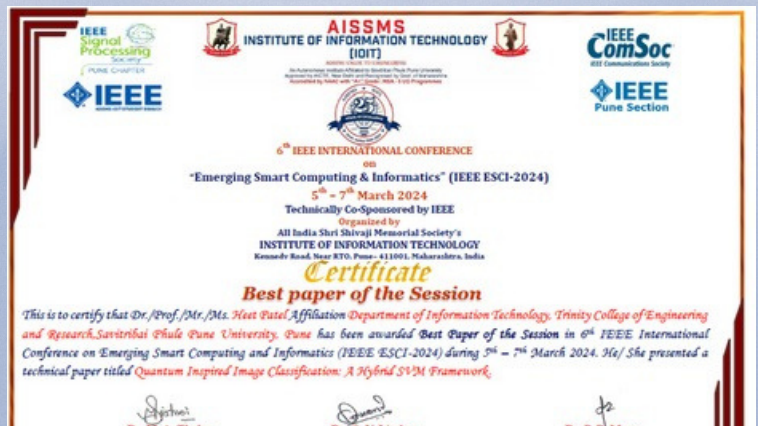 IEEE
Signal
Processing
Society
PUNE CHAPTER
IEEE
AISSMS
INSTITUTE OF INFORMATION TECHNOLOGY
(IOIT)
IEEE
ComSoc
IEEE Communications Society
IEEE
Pune Section
6th IEEE INTERNATIONAL CONFERENCE
on
"Emerging Smart Computing & Informatics" (IEEE ESCI-2024)
5th – 7th March 2024
Technically Co-Sponsored by IEEE
Organized by
All India Shri Shivaji Memorial Society's
INSTITUTE OF INFORMATION TECHNOLOGY
Kennedy Road, Near RTO, Pune– 411001, Maharashtra, India
Certificate
Best paper of the Session
This is to certify that Dr./Prof./Mr./Ms. Heet Patel Affiliation Department of Information Technology, Trinity College of Engineering
and Research,Savitribai Phule Pune University, Pune has been awarded Best Paper of the Session in 6th IEEE International
Conference on Emerging Smart Computing and Informatics (IEEE ESCI-2024) during 5th – 7th March 2024. He/ She presented a
technical paper titled Quantum Inspired Image Classification: A Hybrid SVM Framework.